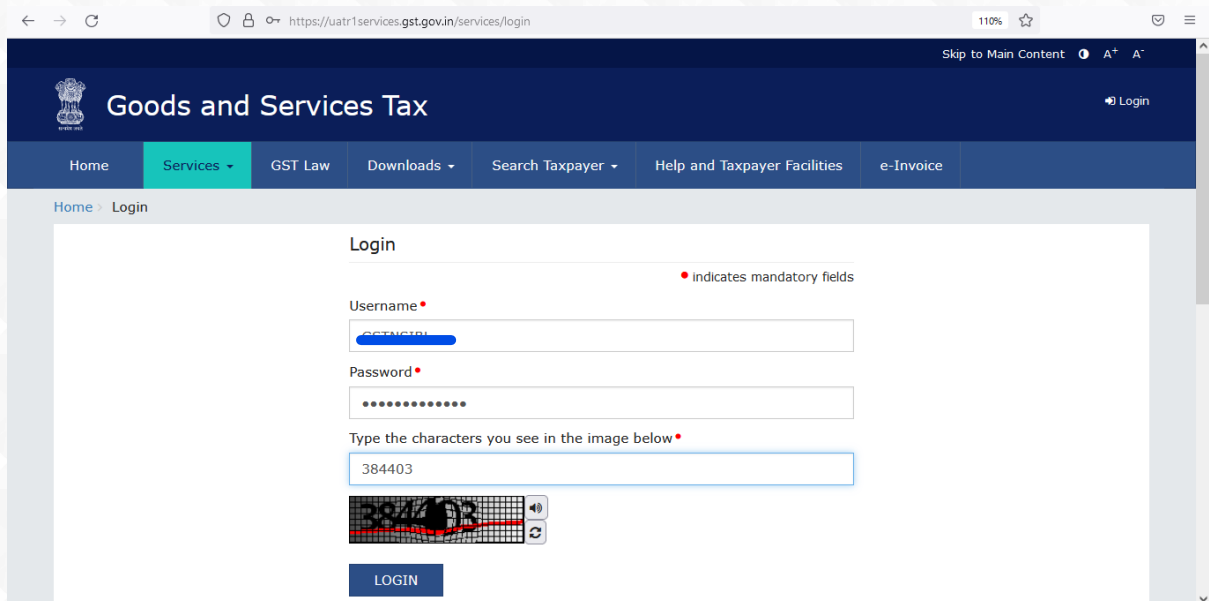 https://uatr1services.gst.gov.in/services/login 110%
Skip to Main Content A+ A-
Goods and Services Tax
Login
Home Services GST Law Downloads Search Taxpayer Help and Taxpayer Facilities e-Invoice
Home > Login
Login
• indicates mandatory fields
Username•
Password•
•••••••••••••
Type the characters you see in the image below•
384403
384403
LOGIN